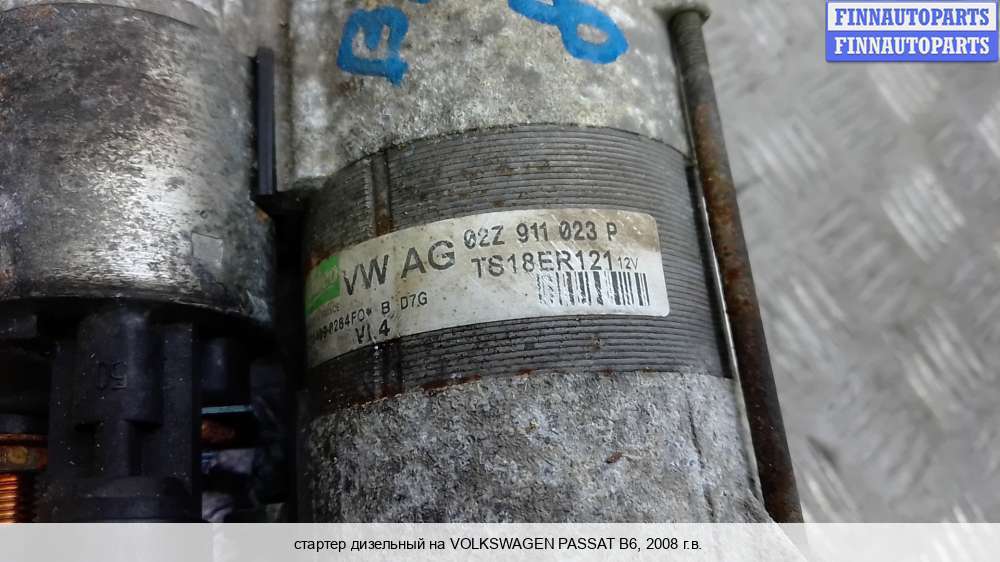 FINNAUTOPARTS
FINNAUTOPARTS
VW AG
02Z 911 023 P
TS18ER121 12V
B D7G
VI.4
50
стартер дизельный на VOLKSWAGEN PASSAT B6, 2008 г.в.